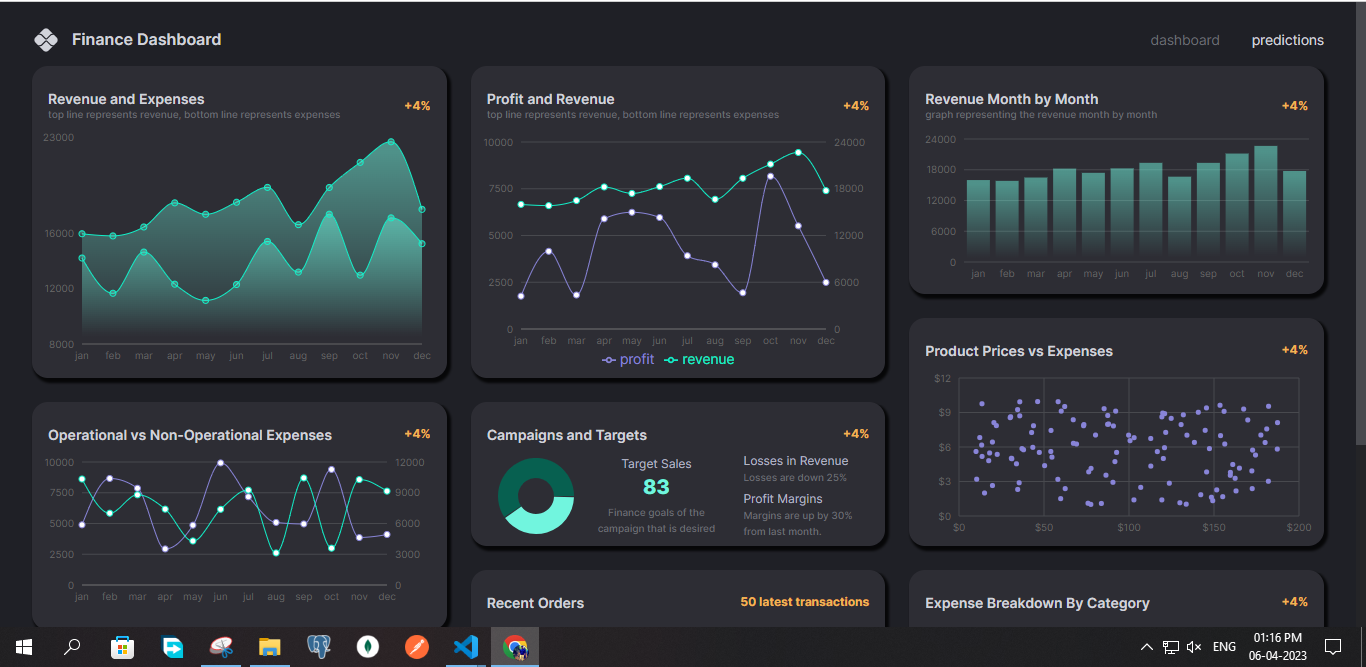 Finance Dashboard
dashboard predictions
Revenue and Expenses
top line represents revenue, bottom line represents expenses
+4%
23000
16000
12000
8000
jan feb mar apr may jun jul aug sep oct nov dec
Profit and Revenue
top line represents revenue, bottom line represents expenses
+4%
10000 24000
7500 18000
5000 12000
2500 6000
0 0
jan feb mar apr may jun jul aug sep oct nov dec
profit revenue
Revenue Month by Month
graph representing the revenue month by month
+4%
24000
18000
12000
6000
0
jan feb mar apr may jun jul aug sep oct nov dec
Operational vs Non-Operational Expenses
+4%
10000 12000
7500 9000
5000 6000
2500 3000
0 0
jan feb mar apr may jun jul aug sep oct nov dec
Campaigns and Targets
+4%
Target Sales
83
Finance goals of the
campaign that is desired
Losses in Revenue
Losses are down 25%
Profit Margins
Margins are up by 30%
from last month.
Product Prices vs Expenses
+4%
$12
$9
$6
$3
$0
$0 $50 $100 $150 $200
Recent Orders
50 latest transactions
Expense Breakdown By Category
+4%
ENG
01:16 PM
06-04-2023